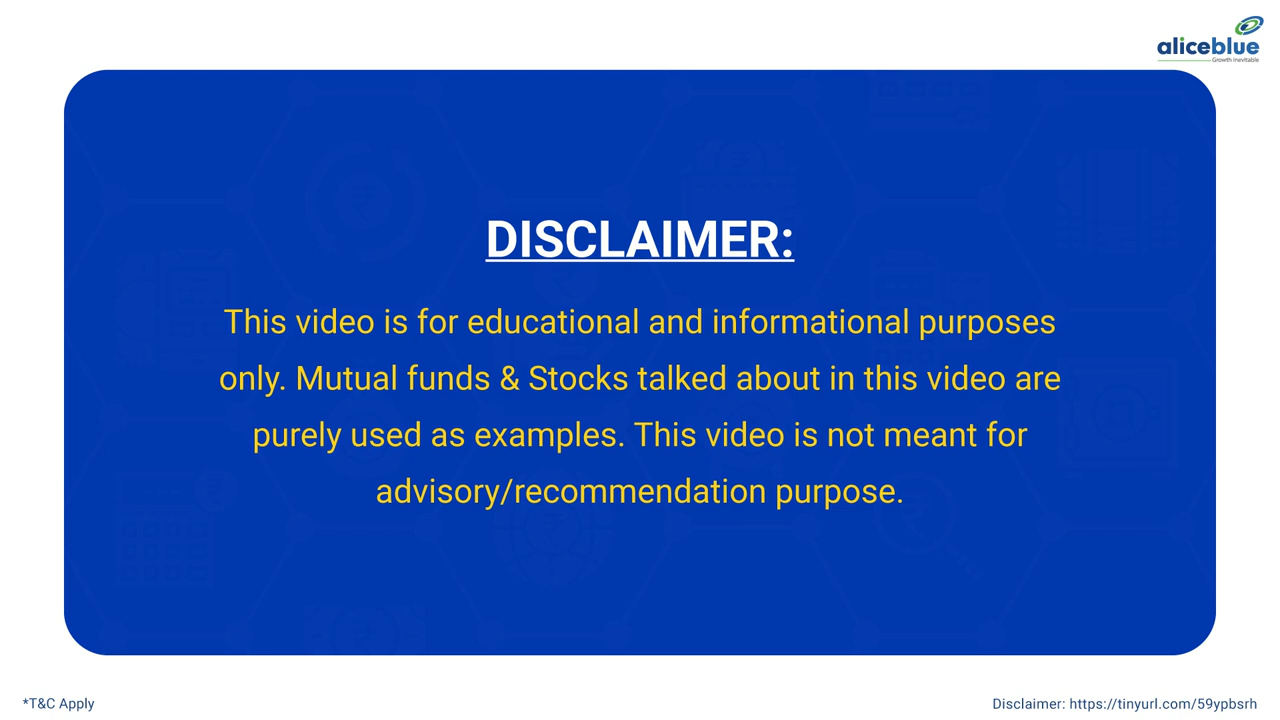 aliceblue
Growth inevitable
DISCLAIMER:
This video is for educational and informational purposes
only. Mutual funds & Stocks talked about in this video are
purely used as examples. This video is not meant for
advisory/recommendation purpose.
*T&C Apply
Disclaimer: https://tinyurl.com/59ypbsrh